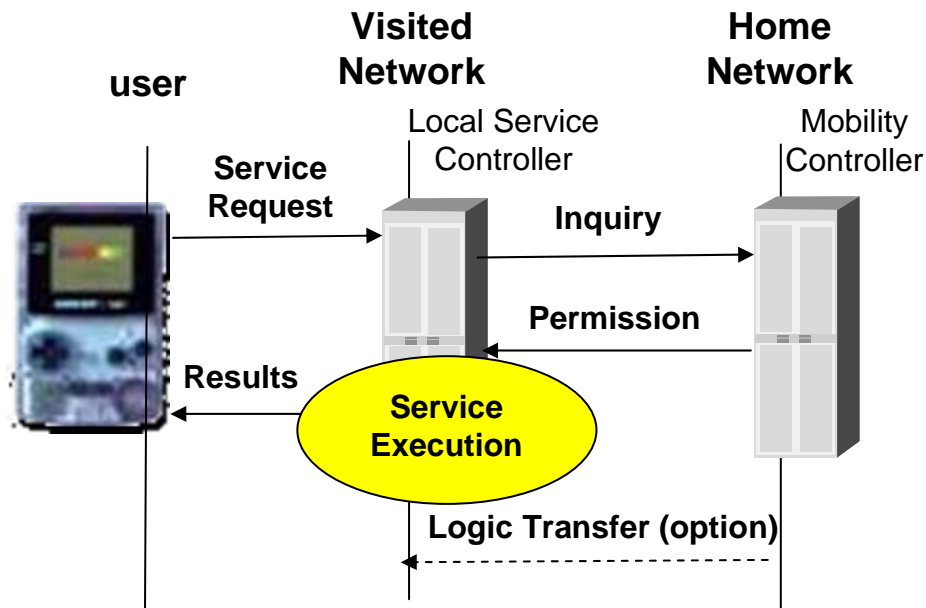 Visited
Network
Home
Network
user
Local Service
Controller
Mobility
Controller
Service
Request
Inquiry
Permission
Results
Service
Execution
Logic Transfer (option)